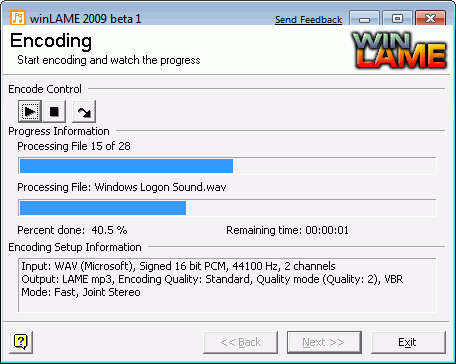 winLAME 2009 beta 1
Send Feedback
Encoding
Start encoding and watch the progress
WIN
LAME
Encode Control
Progress Information
Processing File 15 of 28
Processing File: Windows Logon Sound.wav
Percent done: 40.5 %
Remaining time: 00:00:01
Encoding Setup Information
Input: WAV (Microsoft), Signed 16 bit PCM, 44100 Hz, 2 channels
Output: LAME mp3, Encoding Quality: Standard, Quality mode (Quality: 2), VBR
Mode: Fast, Joint Stereo
?
<< Back
Next >>
Exit